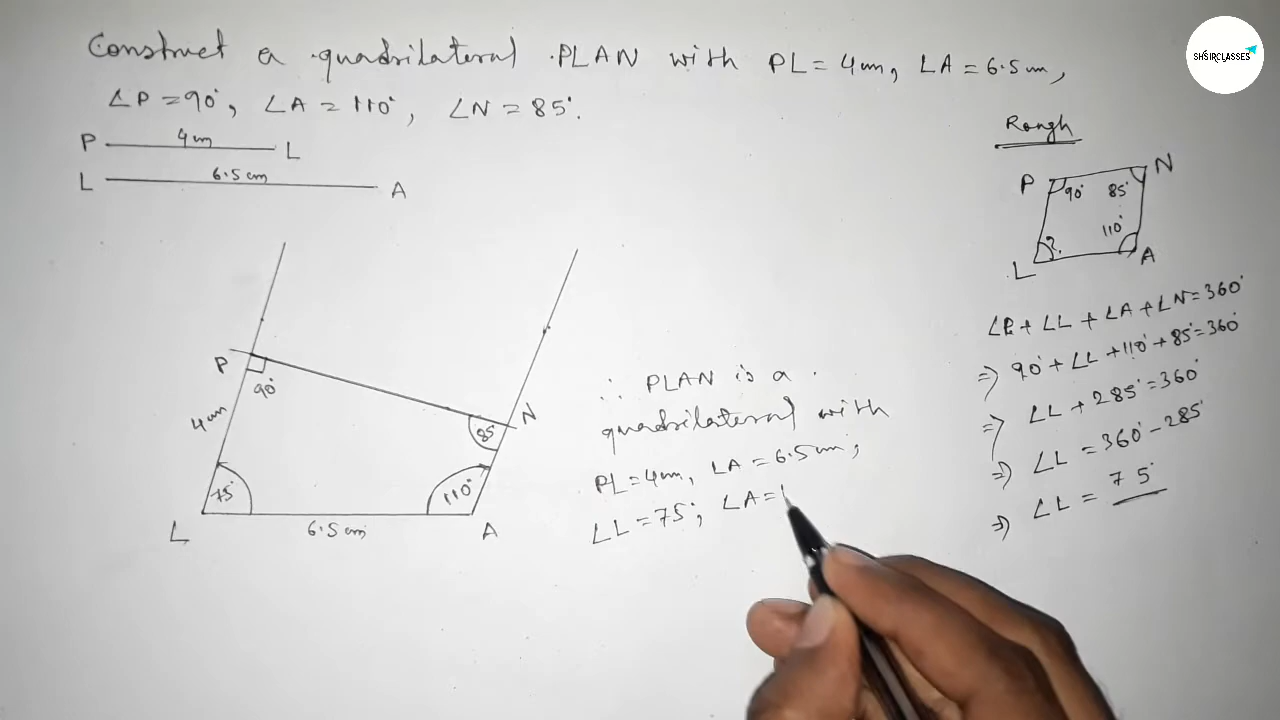 Construct a quadrilateral PLAN with PL = 4cm, LA = 6.5cm,
∠P = 90°, ∠A = 110°, ∠N = 85°.
P 4cm L
L 6.5cm A
SHSIRCLASSES
Rough
P N
90° 85°
110°
?
L A
∠P + ∠L + ∠A + ∠N = 360°
⇒ 90° + ∠L + 110° + 85° = 360°
⇒ ∠L + 285° = 360°
⇒ ∠L = 360° - 285°
⇒ ∠L = 75°
P
90°
4cm
N
85
75°
110°
L 6.5cm A
∴ PLAN is a
quadrilateral with
PL = 4cm, LA = 6.5cm,
∠L = 75°, ∠A = 1